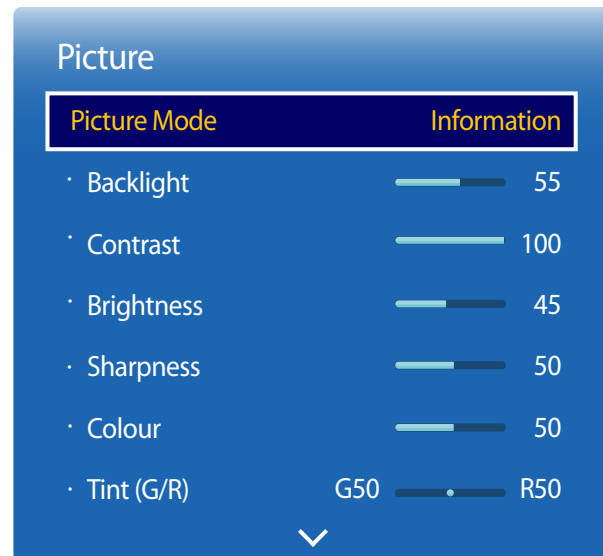 Picture
Picture Mode Information
· Backlight 55
· Contrast 100
· Brightness 45
· Sharpness 50
· Colour 50
· Tint (G/R) G50 R50